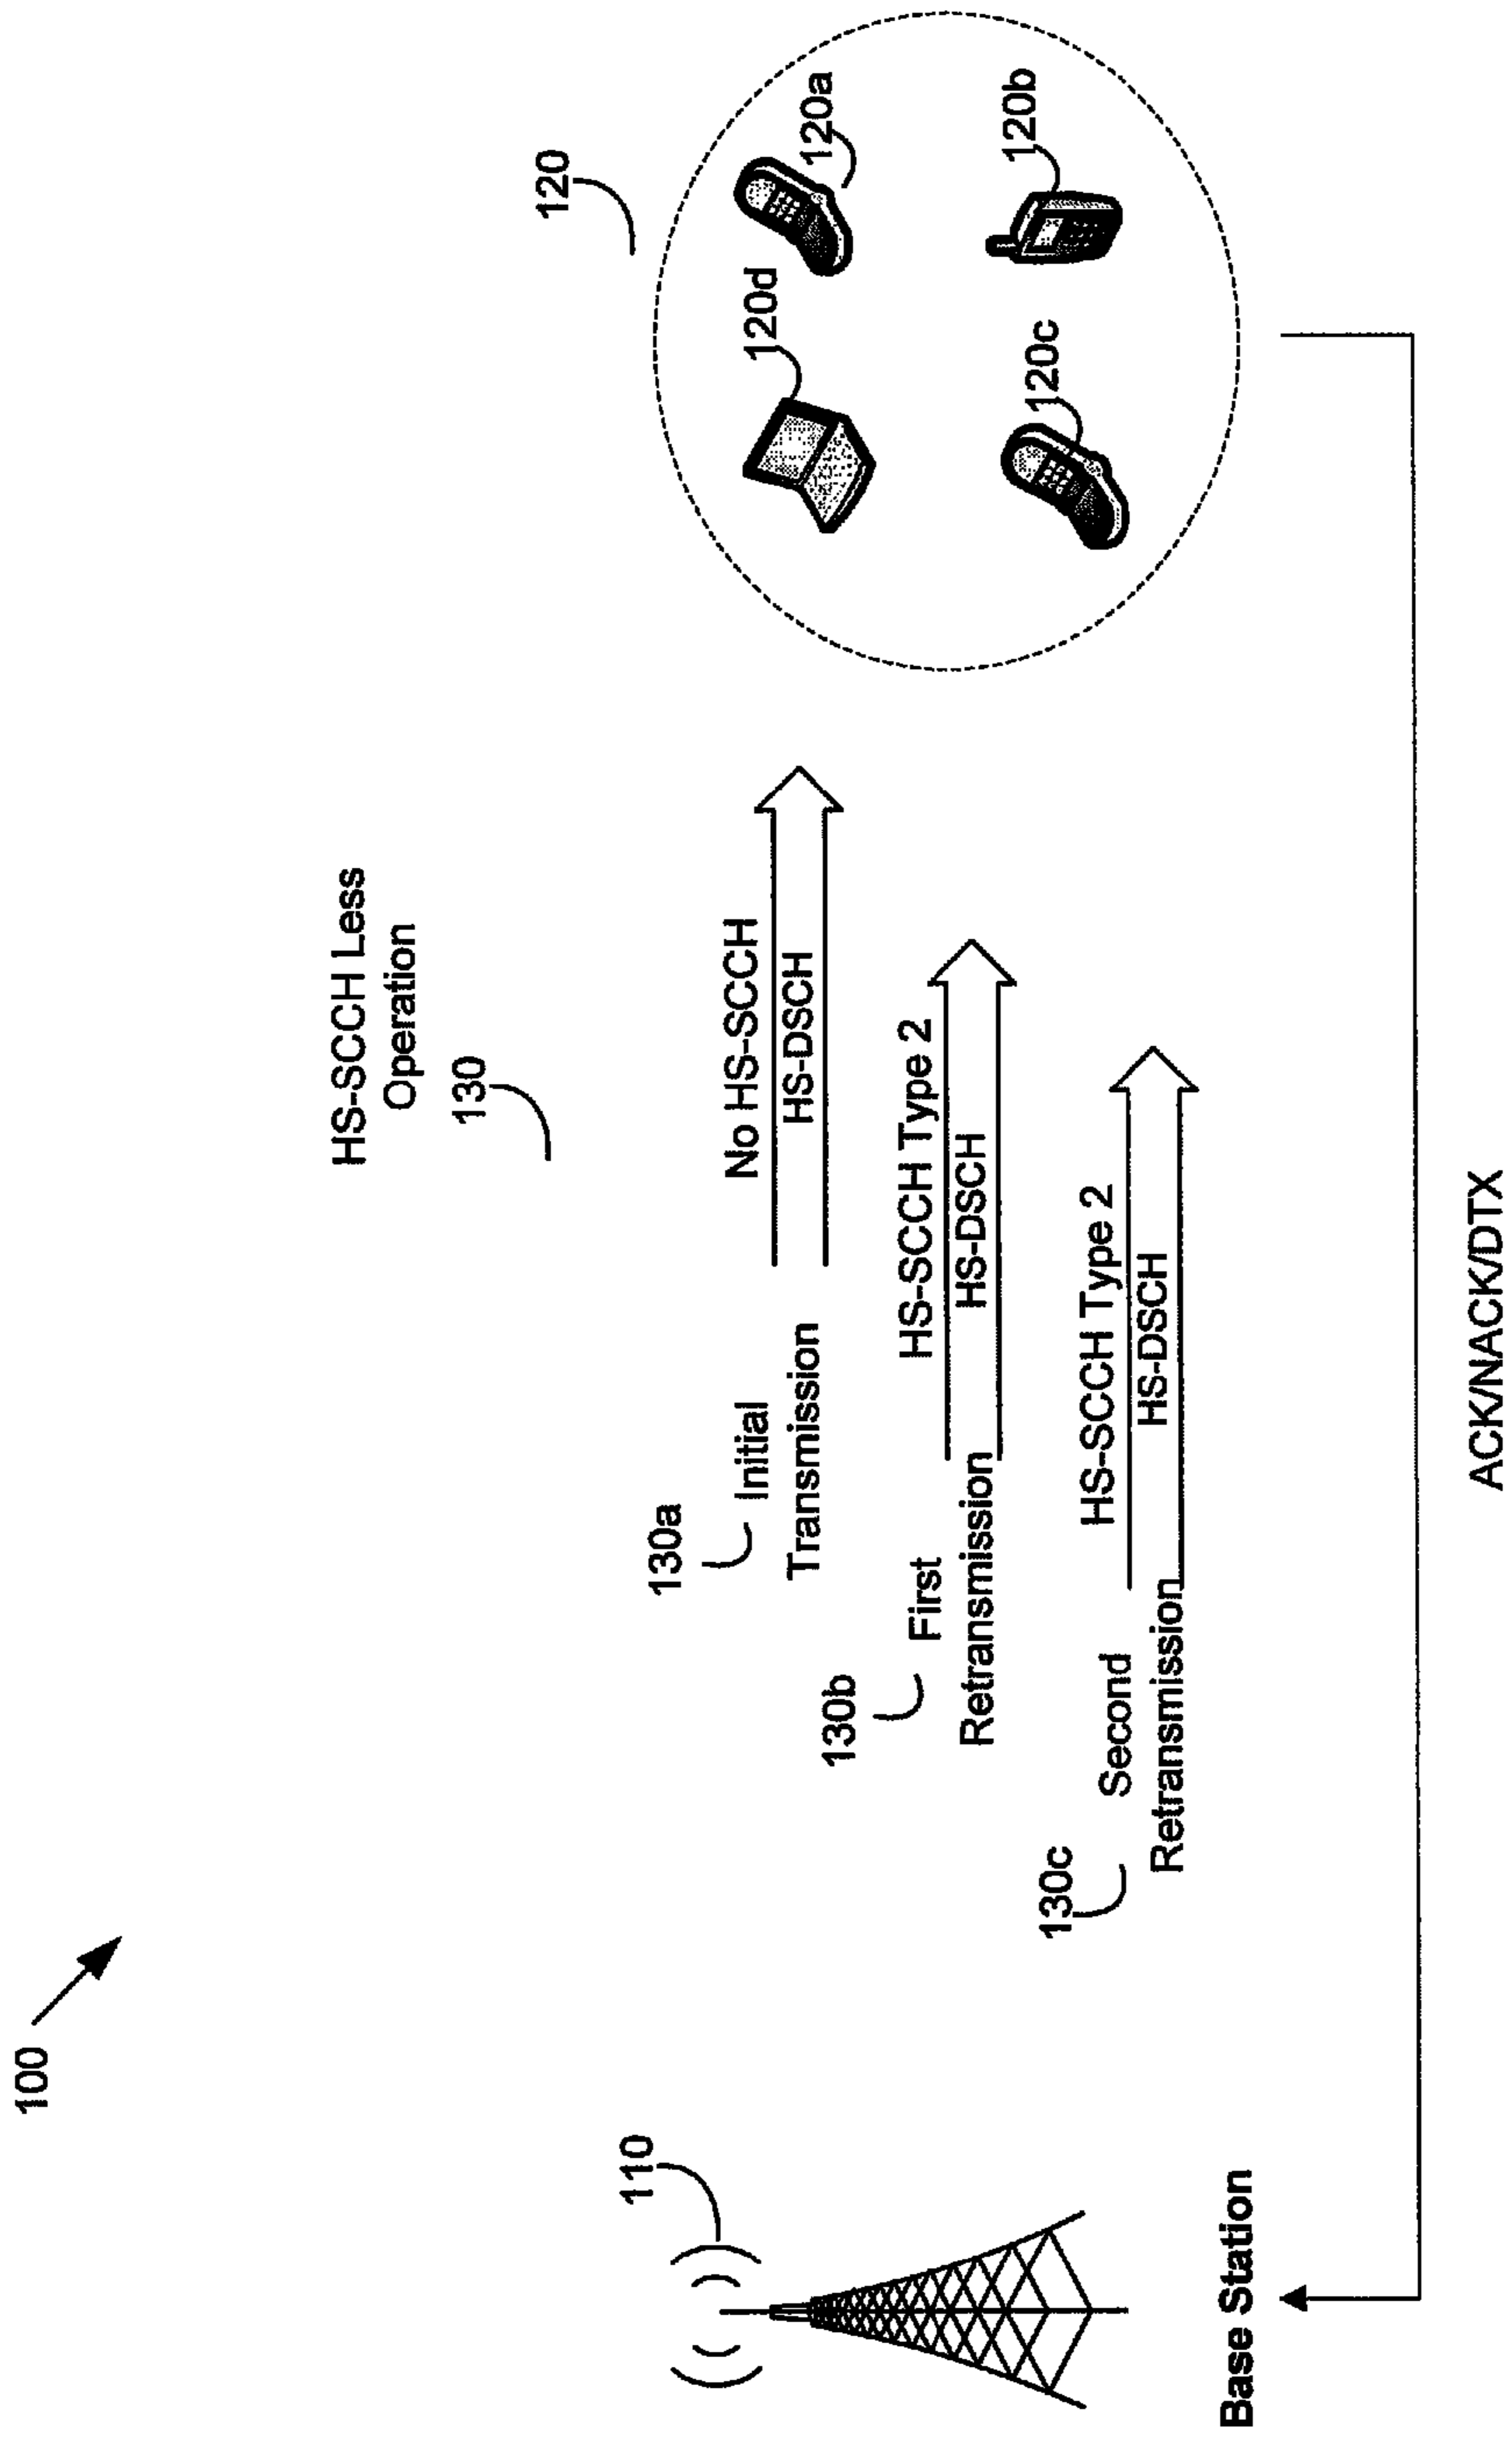 100
HS-SCCH Less
Operation
130
120
110
130a
Initial
Transmission
No HS-SCCH
HS-DSCH
120d
120a
130b
First
Retransmission
HS-SCCH Type 2
HS-DSCH
120c
120b
130c
Second
Retransmission
HS-SCCH Type 2
HS-DSCH
Base Station
ACK/NACK/DTX